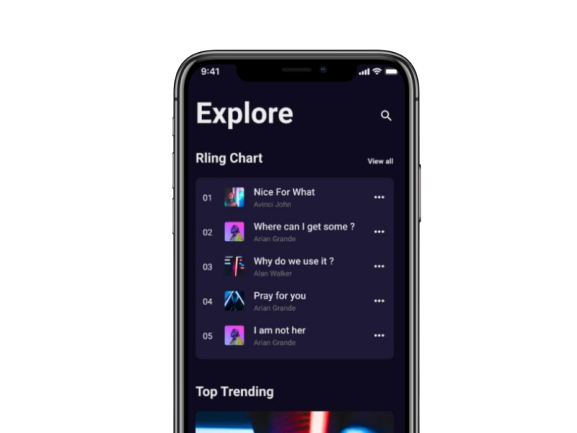 9:41
Explore
Rling Chart
View all
01
Nice For What
Avinci John
02
Where can I get some ?
Arian Grande
03
Why do we use it ?
Alan Walker
04
Pray for you
Arian Grande
05
I am not her
Arian Grande
Top Trending